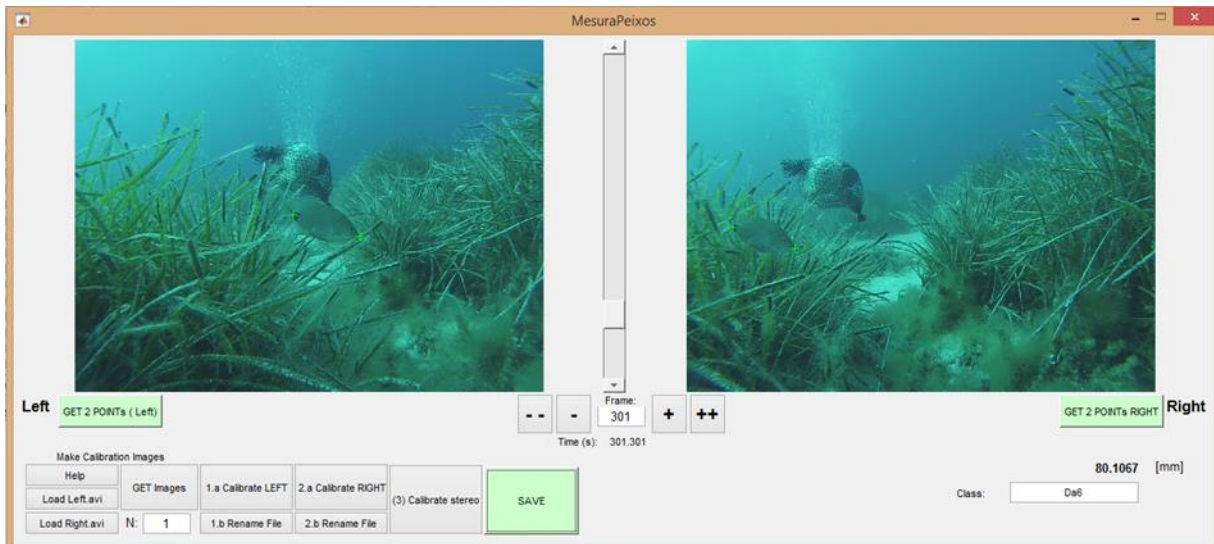 MesuraPeixos
Left
GET 2 POINTs ( Left)
- -
-
Frame:
301
+
++
GET 2 POINTs RIGHT
Right
Time (s): 301.301
Make Calibration Images
Help
Load Left.avi
Load Right.avi
GET Images
N: 1
1.a Calibrate LEFT
1.b Rename File
2.a Calibrate RIGHT
2.b Rename File
(3) Calibrate stereo
SAVE
80.1067 [mm]
Class: Da6